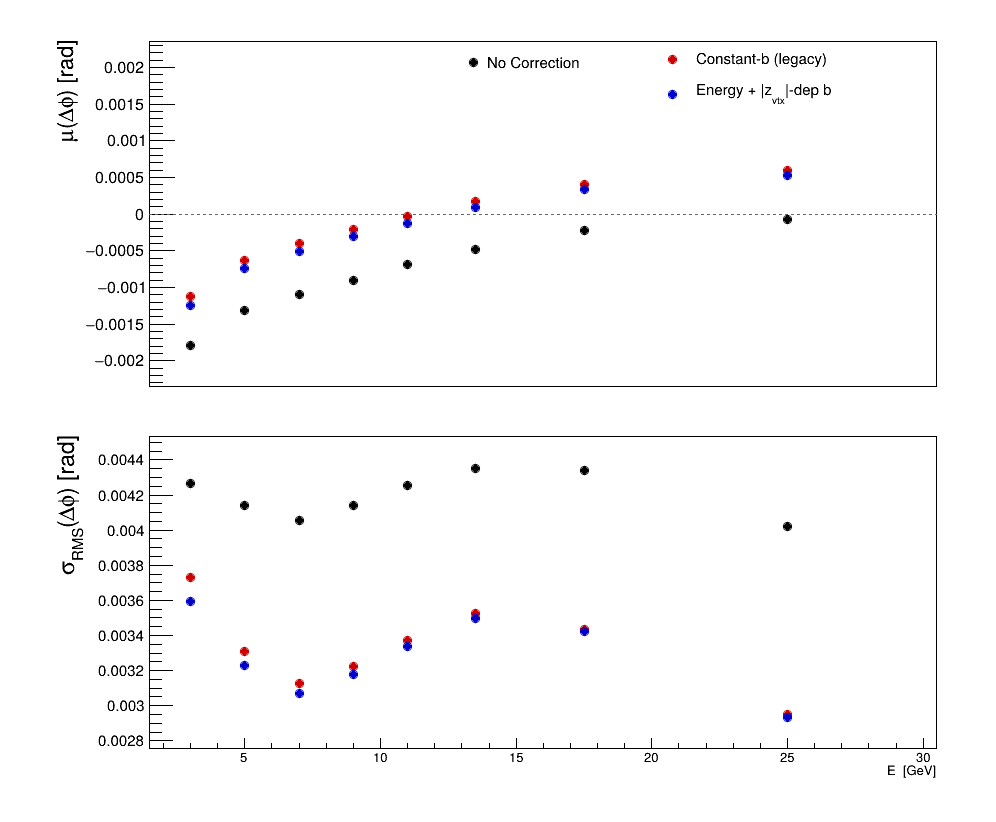 μ(Δϕ) [rad]
No Correction
Constant-b (legacy)
Energy + |z_vtx|-dep b
0.002
0.0015
0.001
0.0005
0
−0.0005
−0.001
−0.0015
−0.002
σ_RMS(Δϕ) [rad]
0.0044
0.0042
0.004
0.0038
0.0036
0.0034
0.0032
0.003
0.0028
5 10 15 20 25 30
E [GeV]